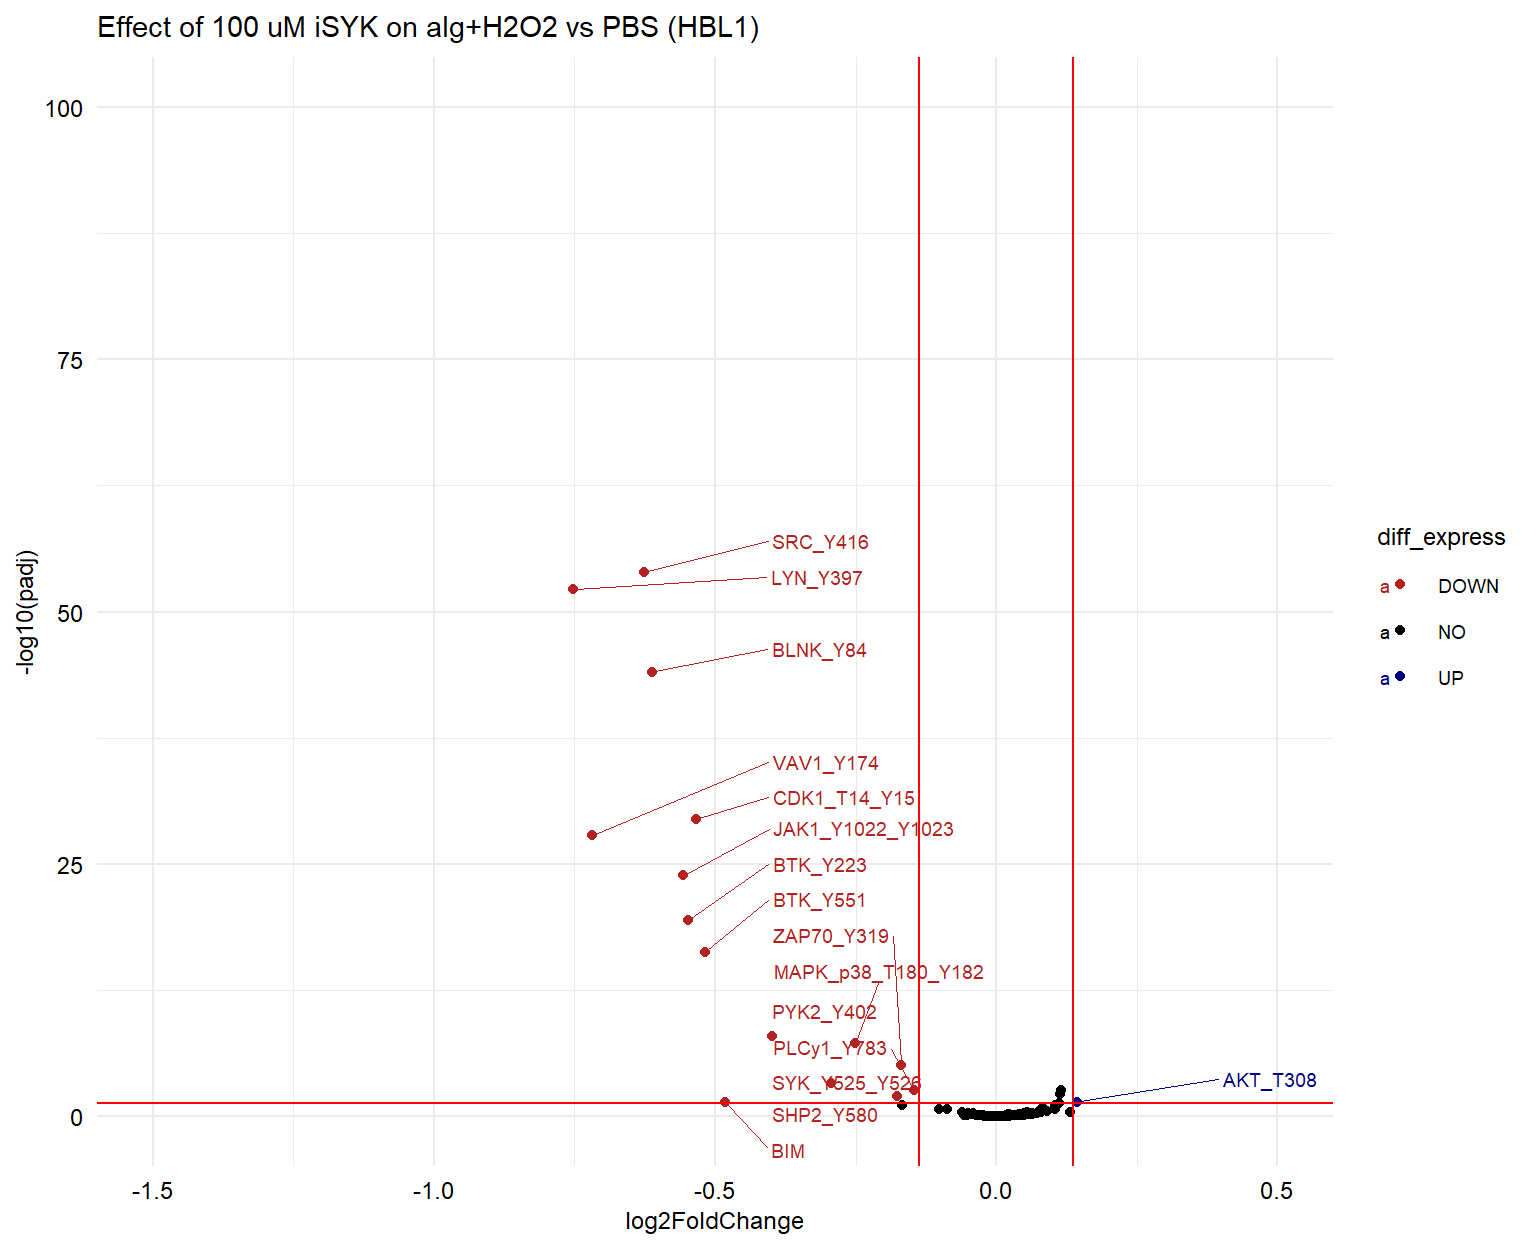 Effect of 100 uM iSYK on alg+H2O2 vs PBS (HBL1)
-log10(padj)
100
75
50
25
0
SRC_Y416
LYN_Y397
BLNK_Y84
VAV1_Y174
CDK1_T14_Y15
JAK1_Y1022_Y1023
BTK_Y223
BTK_Y551
ZAP70_Y319
MAPK_p38_T180_Y182
PYK2_Y402
PLCy1_Y783
SYK_Y525_Y526
SHP2_Y580
BIM
AKT_T308
-1.5
-1.0
-0.5
0.0
0.5
log2FoldChange
diff_express
a DOWN
a NO
a UP